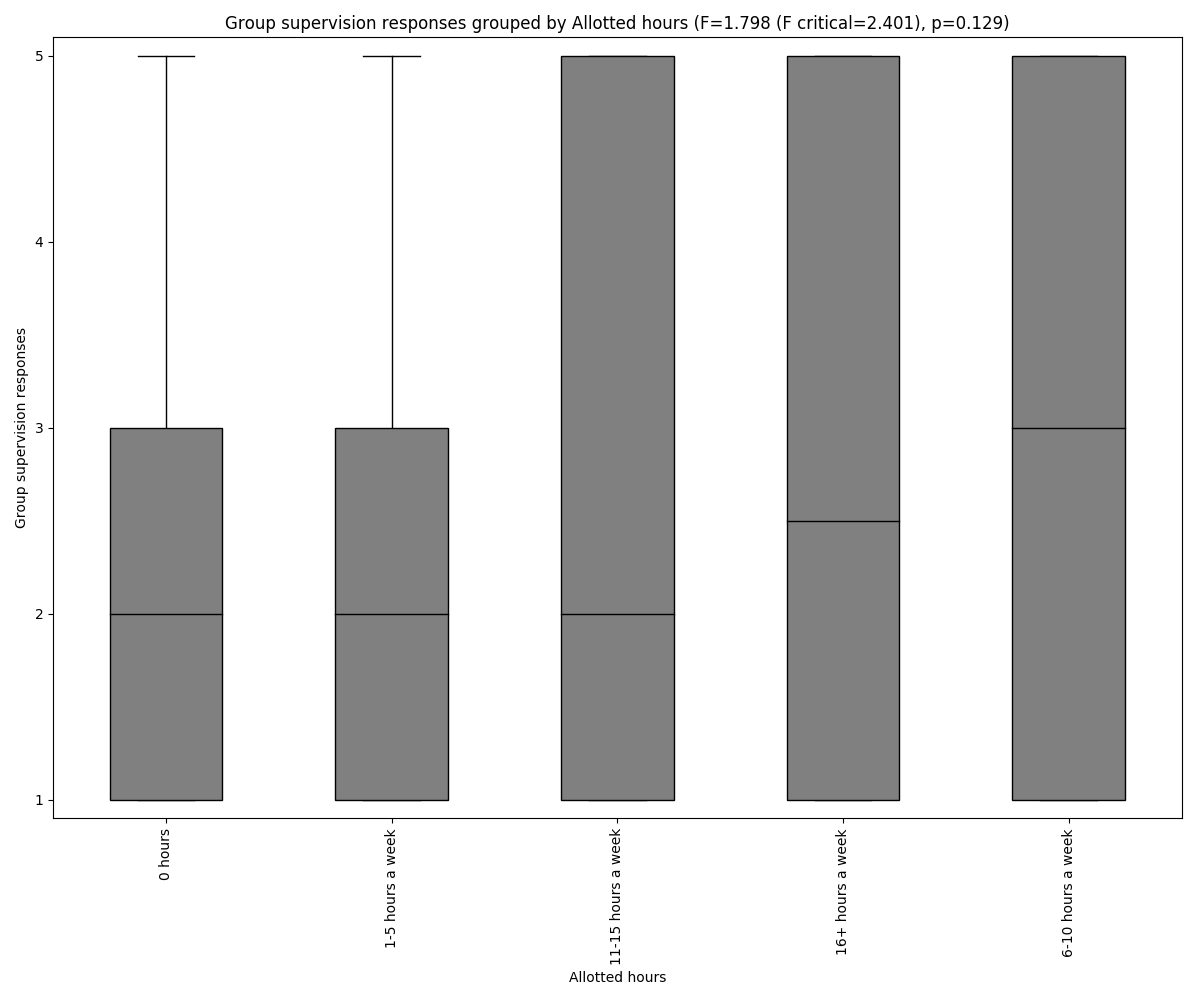 Group supervision responses grouped by Allotted hours (F=1.798 (F critical=2.401), p=0.129)
Group supervision responses
5
4
3
2
1
0 hours
1-5 hours a week
11-15 hours a week
16+ hours a week
6-10 hours a week
Allotted hours